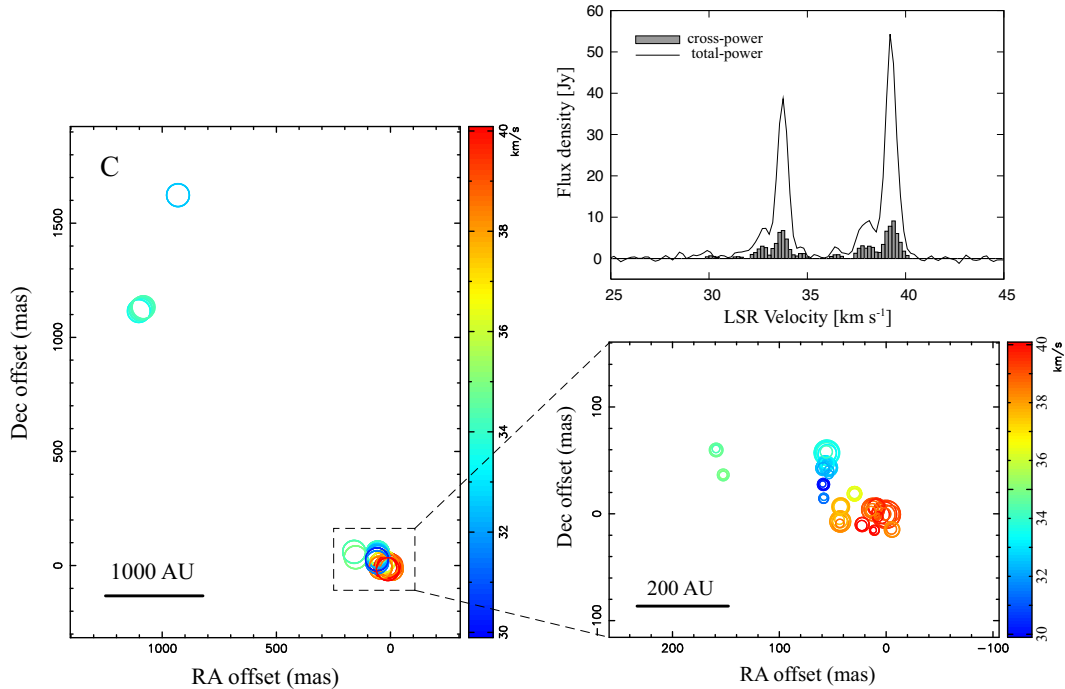 60
50
40
30
20
10
0
Flux density [Jy]
cross-power
total-power
25 30 35 40 45
LSR Velocity [km s-1]
C
1500
1000
500
0
Dec offset (mas)
1000 AU
1000 500 0
RA offset (mas)
40
km/s
38
36
34
32
30
100
0
-100
Dec offset (mas)
200 AU
200 100 0 -100
RA offset (mas)
40
km/s
38
36
34
32
30